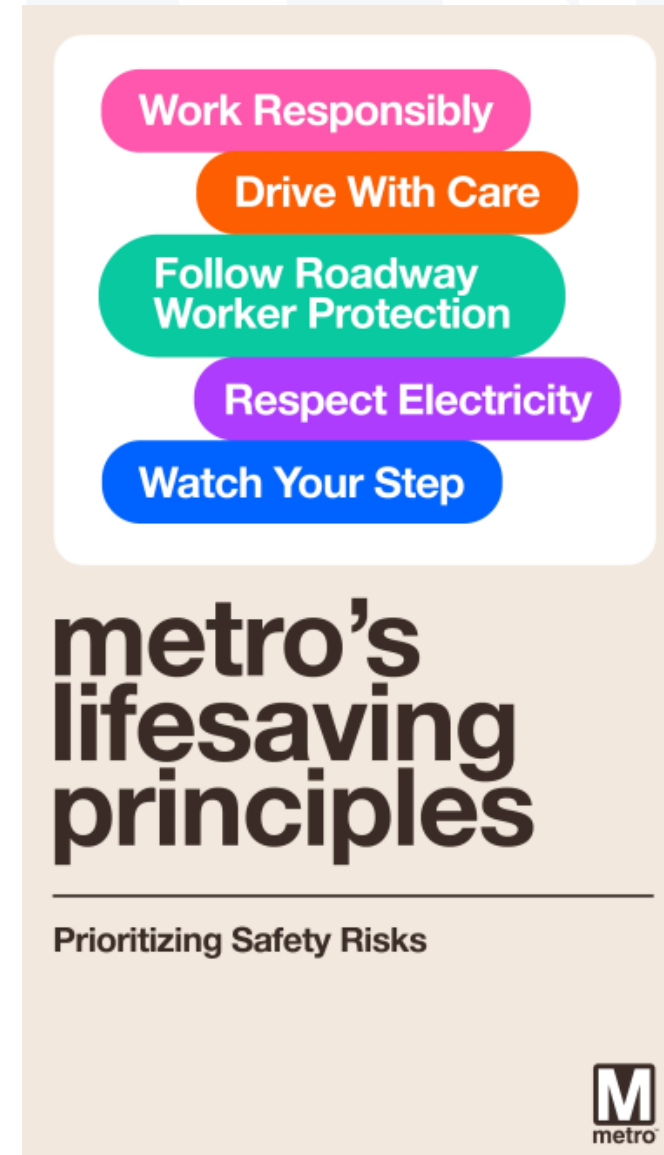 Work Responsibly
Drive With Care
Follow Roadway
Worker Protection
Respect Electricity
Watch Your Step
metro’s
lifesaving
principles
Prioritizing Safety Risks
M
metro